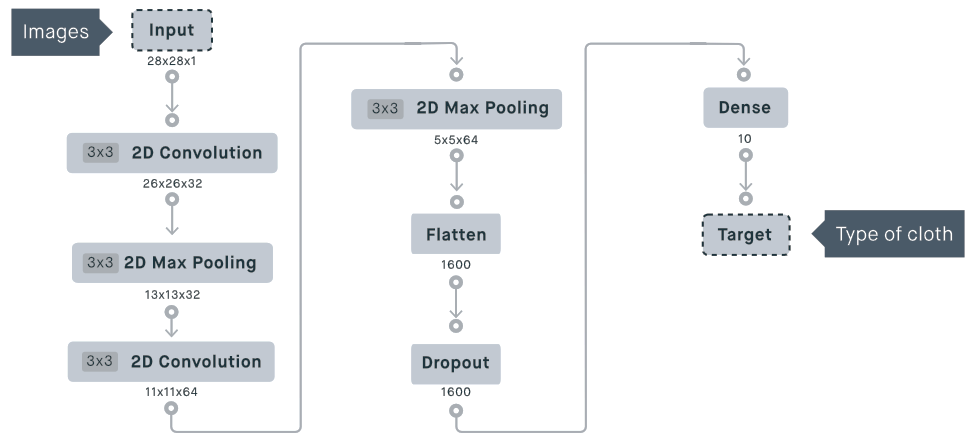 Images
Input
28x28x1
3x3 2D Convolution
26x26x32
3x3 2D Max Pooling
13x13x32
3x3 2D Convolution
11x11x64
3x3 2D Max Pooling
5x5x64
Flatten
1600
Dropout
1600
Dense
10
Target
Type of cloth